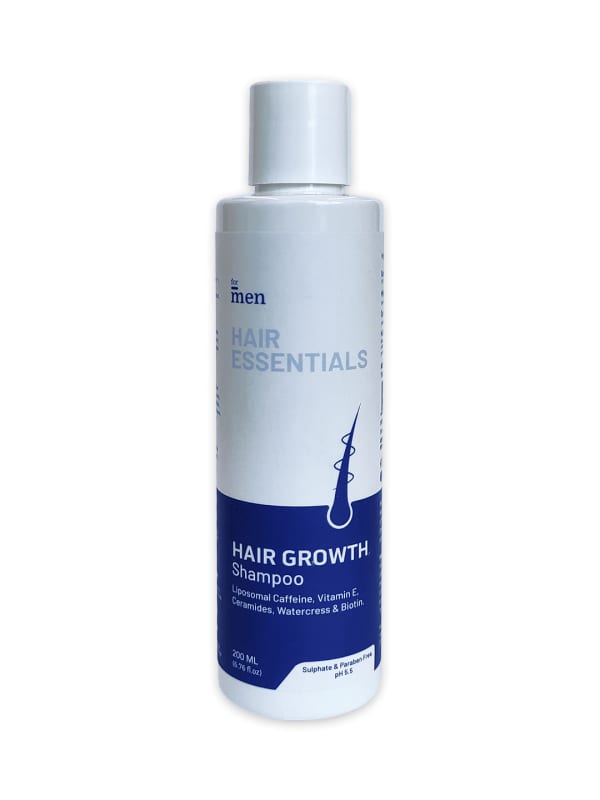 for
men
HAIR
ESSENTIALS
HAIR GROWTH
Shampoo
Liposomal Caffeine, Vitamin E,
Ceramides, Watercress & Biotin.
200 ML
(6.76 fl.oz)
Sulphate & Paraben Free
pH 5.5